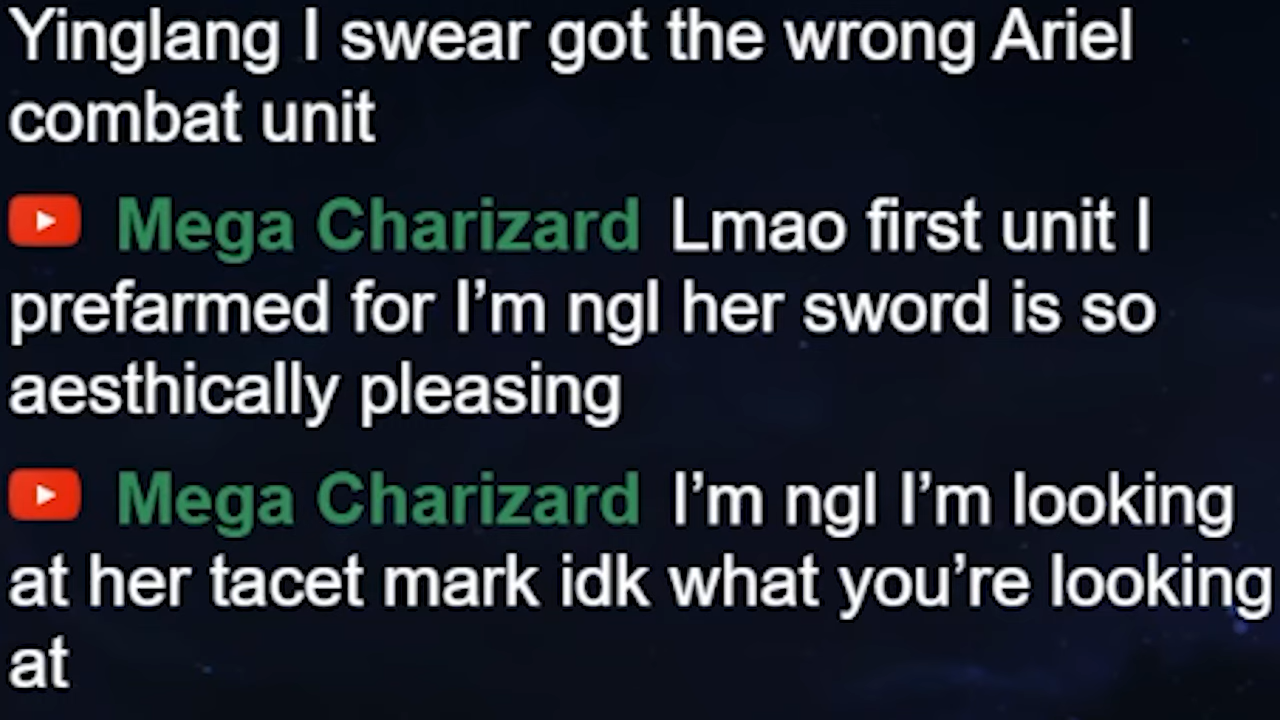 Yinglang I swear got the wrong Ariel
combat unit
Mega Charizard Lmao first unit I
prefarmed for I’m ngl her sword is so
aesthically pleasing
Mega Charizard I’m ngl I’m looking
at her tacet mark idk what you’re looking
at